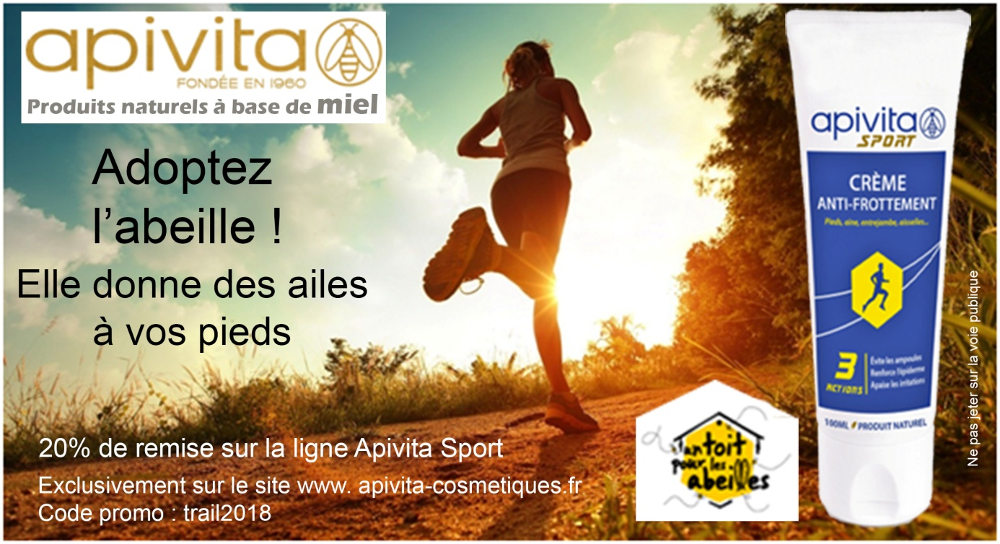 apivita
FONDÉE EN 1960
Produits naturels à base de miel
Adoptez
l’abeille !
Elle donne des ailes
à vos pieds
20% de remise sur la ligne Apivita Sport
Exclusivement sur le site www. apivita-cosmetiques.fr
Code promo : trail2018
un toit
pour les
abeilles
apivita
SPORT
CRÈME
ANTI-FROTTEMENT
Pieds, aine, entrejambe, aisselles...
3
ACTIONS
Evite les ampoules
Renforce l'épiderme
Apaise les irritations
100ML PRODUIT NATUREL
Ne pas jeter sur la voie publique